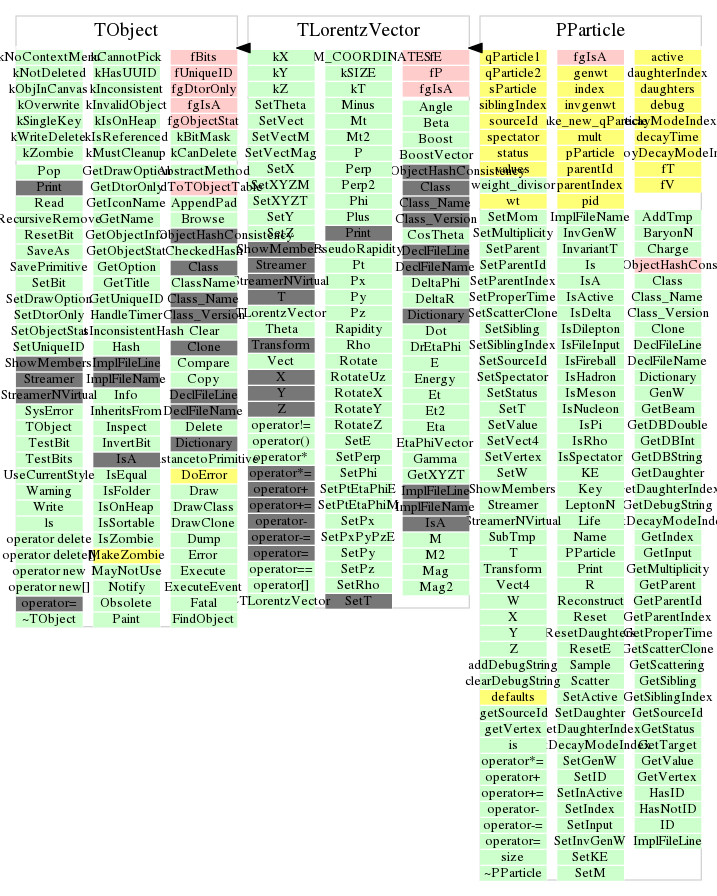 TObject
kNotDeleted
kObjInCanvas
kOverwrite
kSingleKey
kWriteDelete
kZombie
Pop
Print
Read
RecursiveRemove
ResetBit
SaveAs
SavePrimitive
SetBit
SetDrawOption
SetDtorOnly
SetObjectStat
SetUniqueID
ShowMembers
Streamer
StreamerNVirtual
SysError
TObject
TestBit
TestBits
UseCurrentStyle
Warning
Write
ls
operator delete
operator delete[]
operator new
operator new[]
operator=
~TObject
kCannotPick
kHasUUID
kInconsistent
kInvalidObject
kIsOnHeap
kIsReferenced
kMustCleanup
GetDrawOption
GetDtorOnly
GetIconName
GetName
GetObjectInfo
GetObjectStat
GetOption
GetTitle
GetUniqueID
HandleTimer
Hash
ImplFileLine
ImplFileName
Info
InheritsFrom
Inspect
InvertBit
IsA
IsEqual
IsFolder
IsOnHeap
IsSortable
IsZombie
MakeZombie
MayNotUse
Notify
Obsolete
Paint
fBits
fUniqueID
fgDtorOnly
fgIsA
fgObjectStat
kBitMask
kCanDelete
AbstractMethod
AppendPad
Browse
CheckedHash
Class
ClassName
Class_Name
Class_Version
Clear
Clone
Compare
Copy
DeclFileLine
DeclFileName
Delete
Dictionary
DoError
Draw
DrawClass
DrawClone
Dump
Error
Execute
ExecuteEvent
Fatal
FindObject
TLorentzVector
kX
kY
kZ
SetTheta
SetVect
SetVectM
SetVectMag
SetX
SetXYZM
SetXYZT
SetY
SetZ
ShowMembers
Streamer
StreamerNVirtual
T
TLorentzVector
Theta
Transform
Vect
X
Y
Z
operator!=
operator()
operator*
operator*=
operator+
operator+=
operator-
operator-=
operator=
operator==
operator[]
~TLorentzVector
kSIZE
kT
Minus
Mt
Mt2
P
Perp
Perp2
Phi
Plus
Print
PseudoRapidity
Pt
Px
Py
Pz
Rapidity
Rho
Rotate
RotateUz
RotateX
RotateY
RotateZ
SetE
SetPerp
SetPhi
SetPtEtaPhiE
SetPtEtaPhiM
SetPx
SetPxPyPzE
SetPy
SetPz
SetRho
SetT
fE
fP
fgIsA
Angle
Beta
Boost
BoostVector
Class
Class_Name
Class_Version
CosTheta
DeclFileLine
DeclFileName
DeltaPhi
DeltaR
Dictionary
Dot
DrEtaPhi
E
Energy
Et
Et2
Eta
EtaPhiVector
Gamma
GetXYZT
ImplFileLine
ImplFileName
IsA
M
M2
Mag
Mag2
PParticle
qParticle1
qParticle2
sParticle
siblingIndex
sourceId
spectator
status
values
weight_divisor
wt
SetMom
SetMultiplicity
SetParent
SetParentId
SetParentIndex
SetProperTime
SetScatterClone
SetSibling
SetSiblingIndex
SetSourceId
SetSpectator
SetStatus
SetT
SetValue
SetVect4
SetVertex
SetW
ShowMembers
Streamer
StreamerNVirtual
SubTmp
T
Transform
Vect4
W
X
Y
Z
addDebugString
clearDebugString
defaults
getSourceId
getVertex
is
operator*=
operator+
operator+=
operator-
operator-=
operator=
size
~PParticle
fgIsA
genwt
index
invgenwt
mult
pParticle
parentId
parentIndex
pid
ImplFileName
InvGenW
InvariantT
Is
IsA
IsActive
IsDelta
IsDilepton
IsFileInput
IsFireball
IsHadron
IsMeson
IsNucleon
IsPi
IsRho
IsSpectator
KE
Key
LeptonN
Life
Name
PParticle
Print
R
Reconstruct
Reset
ResetDaughters
ResetE
Sample
Scatter
SetActive
SetDaughter
SetGenW
SetID
SetInActive
SetIndex
SetInput
SetInvGenW
SetKE
SetM
active
daughterIndex
daughters
debug
decayTime
fT
fV
AddTmp
BaryonN
Charge
Class
Class_Name
Class_Version
Clone
DeclFileLine
DeclFileName
Dictionary
GenW
GetBeam
GetDBDouble
GetDBInt
GetDBString
GetDaughter
GetDebugString
GetIndex
GetInput
GetMultiplicity
GetParent
GetParentId
GetParentIndex
GetProperTime
GetScatterClone
GetScattering
GetSibling
GetSiblingIndex
GetSourceId
GetStatus
GetTarget
GetValue
GetVertex
HasID
HasNotID
ID
ImplFileLine